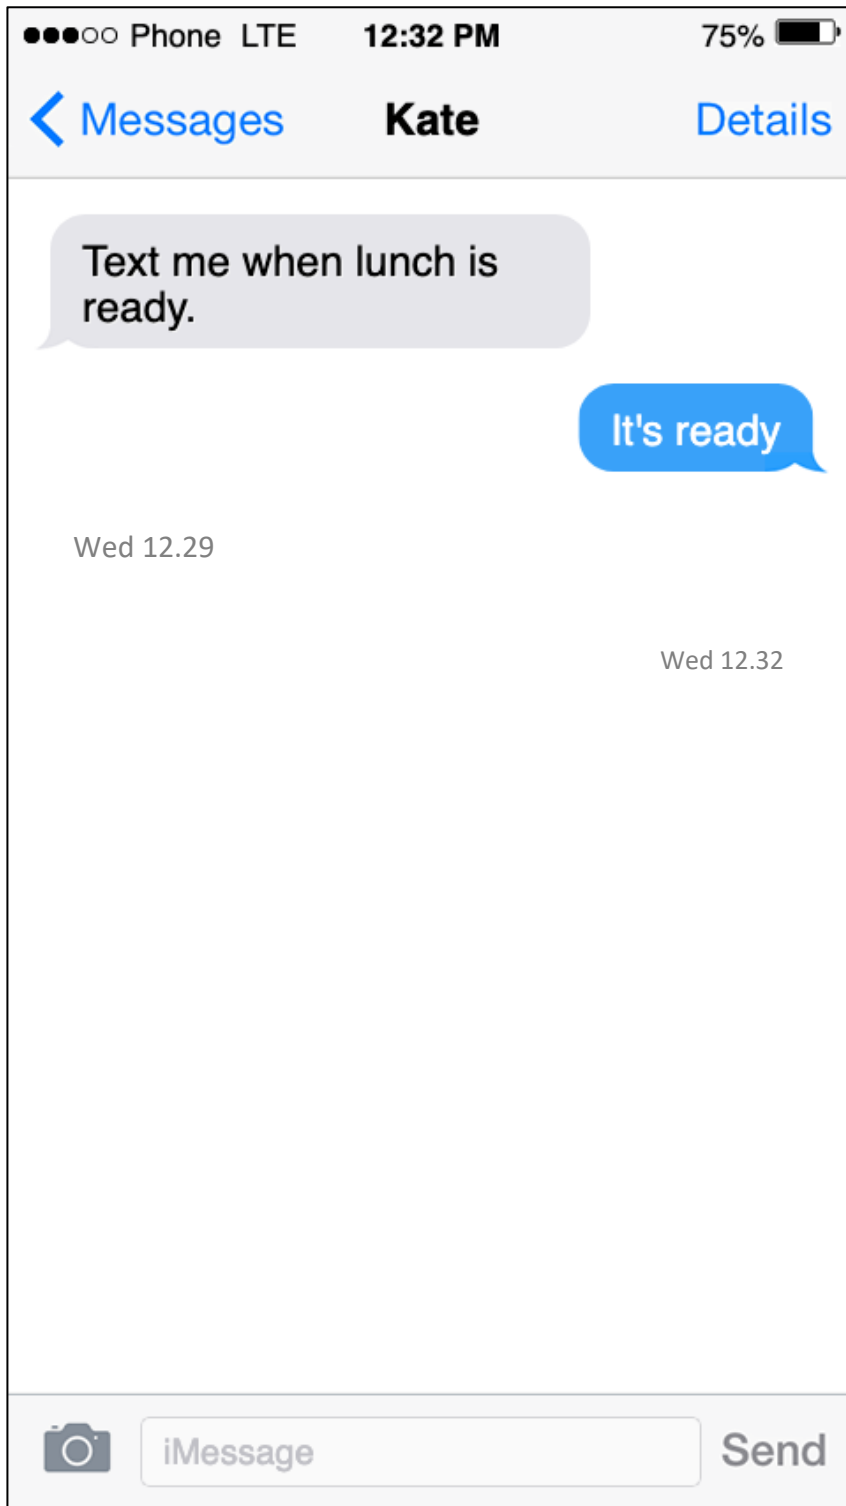 Phone LTE 12:32 PM 75%
Messages Kate Details
Text me when lunch is
ready.
It's ready
Wed 12.29
Wed 12.32
iMessage Send